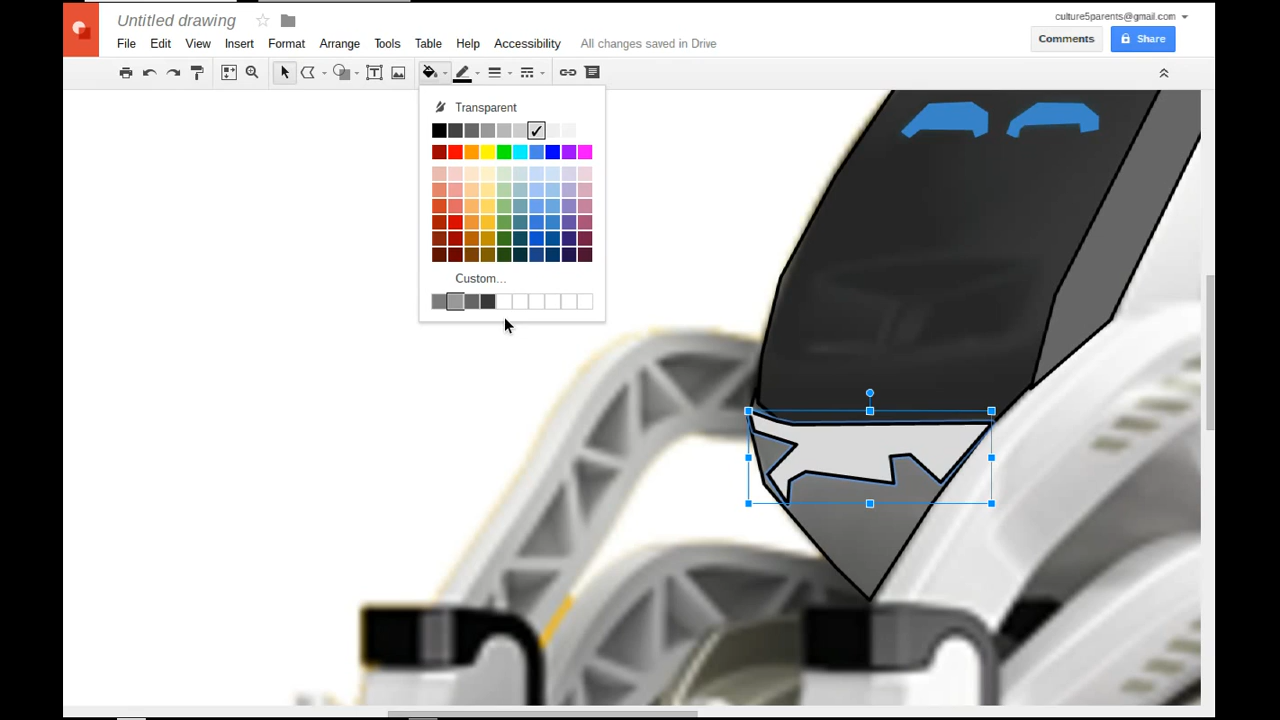 Untitled drawing
culture5parents@gmail.com
File Edit View Insert Format Arrange Tools Table Help Accessibility All changes saved in Drive
Comments Share
Transparent
Custom...